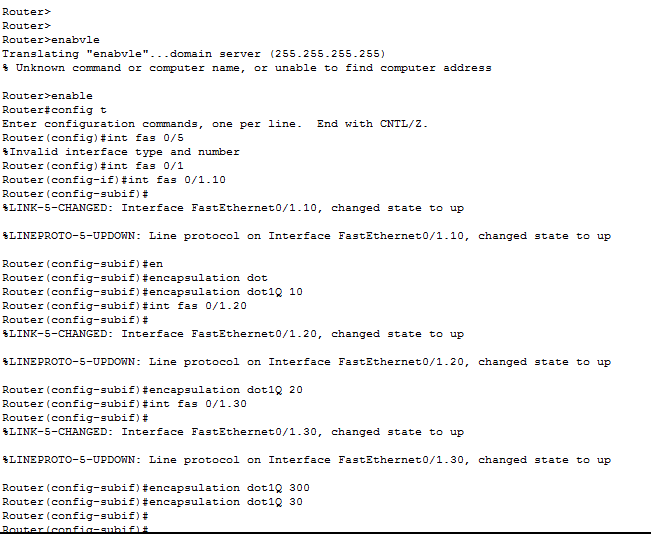 Router>
Router>
Router>enabvle
Translating "enabvle"...domain server (255.255.255.255)
% Unknown command or computer name, or unable to find computer address
Router>enable
Router#config t
Enter configuration commands, one per line.  End with CNTL/Z.
Router(config)#int fas 0/5
%Invalid interface type and number
Router(config)#int fas 0/1
Router(config-if)#int fas 0/1.10
Router(config-subif)#
%LINK-5-CHANGED: Interface FastEthernet0/1.10, changed state to up
%LINEPROTO-5-UPDOWN: Line protocol on Interface FastEthernet0/1.10, changed state to up
Router(config-subif)#en
Router(config-subif)#encapsulation dot
Router(config-subif)#encapsulation dot1Q 10
Router(config-subif)#int fas 0/1.20
Router(config-subif)#
%LINK-5-CHANGED: Interface FastEthernet0/1.20, changed state to up
%LINEPROTO-5-UPDOWN: Line protocol on Interface FastEthernet0/1.20, changed state to up
Router(config-subif)#encapsulation dot1Q 20
Router(config-subif)#int fas 0/1.30
Router(config-subif)#
%LINK-5-CHANGED: Interface FastEthernet0/1.30, changed state to up
%LINEPROTO-5-UPDOWN: Line protocol on Interface FastEthernet0/1.30, changed state to up
Router(config-subif)#encapsulation dot1Q 300
Router(config-subif)#encapsulation dot1Q 30
Router(config-subif)#
Router(config-subif)#